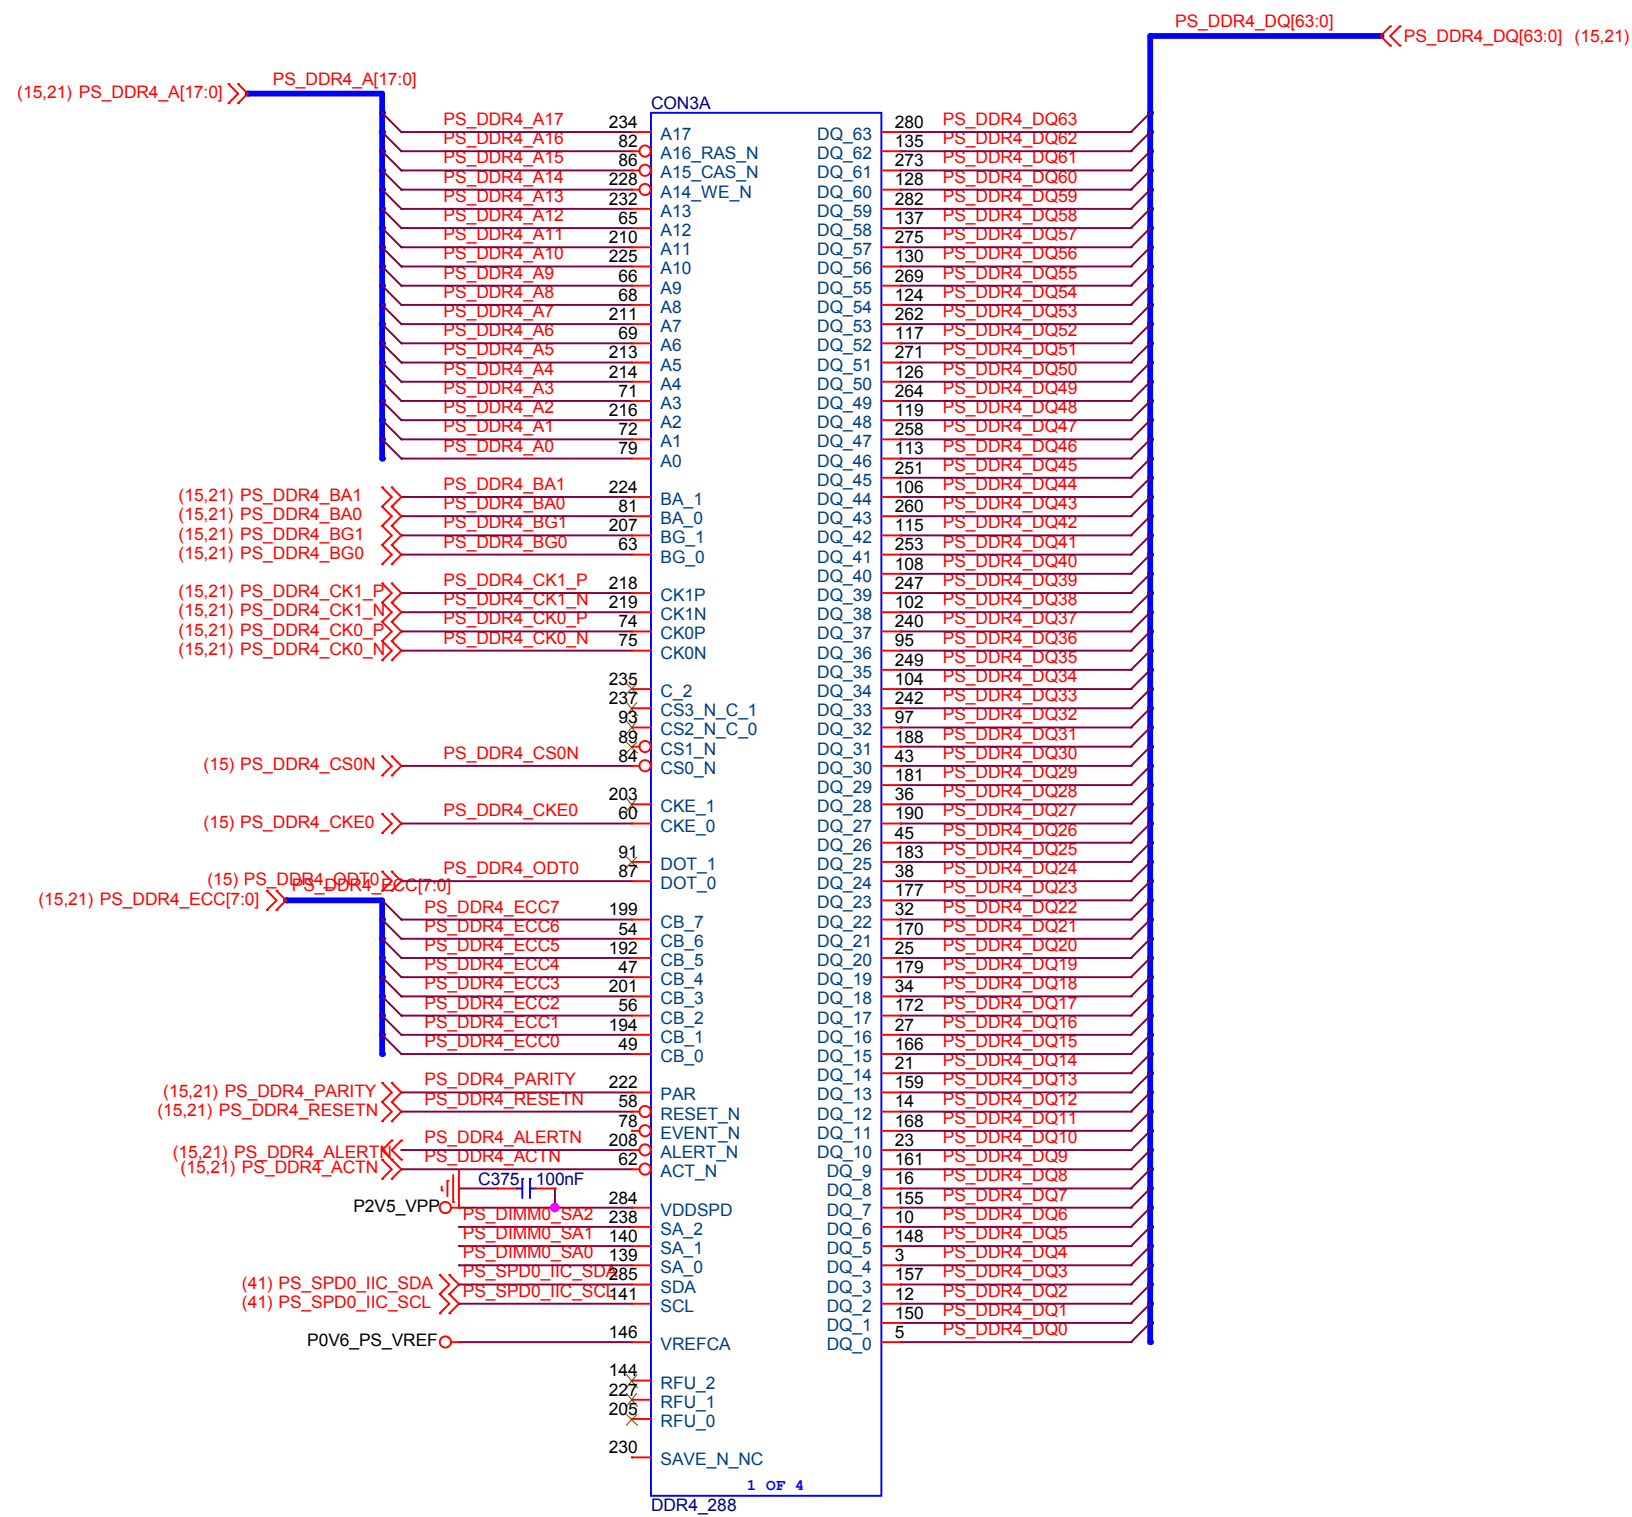 PS_DDR4_DQ[63:0]
PS_DDR4_DQ[63:0] (15,21)
PS_DDR4_A[17:0]
(15,21) PS_DDR4_A[17:0]
CON3A
PS_DDR4_A17 234 A17 DQ_63 280 PS_DDR4_DQ63
PS_DDR4_A16 82 A16_RAS_N DQ_62 135 PS_DDR4_DQ62
PS_DDR4_A15 86 A15_CAS_N DQ_61 273 PS_DDR4_DQ61
PS_DDR4_A14 228 A14_WE_N DQ_60 128 PS_DDR4_DQ60
PS_DDR4_A13 232 A13 DQ_59 282 PS_DDR4_DQ59
PS_DDR4_A12 65 A12 DQ_58 137 PS_DDR4_DQ58
PS_DDR4_A11 210 A11 DQ_57 275 PS_DDR4_DQ57
PS_DDR4_A10 225 A10 DQ_56 130 PS_DDR4_DQ56
PS_DDR4_A9 66 A9 DQ_55 269 PS_DDR4_DQ55
PS_DDR4_A8 68 A8 DQ_54 124 PS_DDR4_DQ54
PS_DDR4_A7 211 A7 DQ_53 262 PS_DDR4_DQ53
PS_DDR4_A6 69 A6 DQ_52 117 PS_DDR4_DQ52
PS_DDR4_A5 213 A5 DQ_51 271 PS_DDR4_DQ51
PS_DDR4_A4 214 A4 DQ_50 126 PS_DDR4_DQ50
PS_DDR4_A3 71 A3 DQ_49 264 PS_DDR4_DQ49
PS_DDR4_A2 216 A2 DQ_48 119 PS_DDR4_DQ48
PS_DDR4_A1 72 A1 DQ_47 258 PS_DDR4_DQ47
PS_DDR4_A0 79 A0 DQ_46 113 PS_DDR4_DQ46
DQ_45 251 PS_DDR4_DQ45
(15,21) PS_DDR4_BA1 PS_DDR4_BA1 224 BA_1 DQ_44 106 PS_DDR4_DQ44
(15,21) PS_DDR4_BA0 PS_DDR4_BA0 81 BA_0 DQ_43 260 PS_DDR4_DQ43
(15,21) PS_DDR4_BG1 PS_DDR4_BG1 207 BG_1 DQ_42 115 PS_DDR4_DQ42
(15,21) PS_DDR4_BG0 PS_DDR4_BG0 63 BG_0 DQ_41 253 PS_DDR4_DQ41
DQ_40 108 PS_DDR4_DQ40
(15,21) PS_DDR4_CK1_P PS_DDR4_CK1_P 218 CK1P DQ_39 247 PS_DDR4_DQ39
(15,21) PS_DDR4_CK1_N PS_DDR4_CK1_N 219 CK1N DQ_38 102 PS_DDR4_DQ38
(15,21) PS_DDR4_CK0_P PS_DDR4_CK0_P 74 CK0P DQ_37 240 PS_DDR4_DQ37
(15,21) PS_DDR4_CK0_N PS_DDR4_CK0_N 75 CK0N DQ_36 95 PS_DDR4_DQ36
DQ_35 249 PS_DDR4_DQ35
235 C_2 DQ_34 104 PS_DDR4_DQ34
237 CS3_N_C_1 DQ_33 242 PS_DDR4_DQ33
93 CS2_N_C_0 DQ_32 97 PS_DDR4_DQ32
89 CS1_N DQ_31 188 PS_DDR4_DQ31
(15) PS_DDR4_CS0N PS_DDR4_CS0N 84 CS0_N DQ_30 43 PS_DDR4_DQ30
DQ_29 181 PS_DDR4_DQ29
203 CKE_1 DQ_28 36 PS_DDR4_DQ28
(15) PS_DDR4_CKE0 PS_DDR4_CKE0 60 CKE_0 DQ_27 190 PS_DDR4_DQ27
DQ_26 45 PS_DDR4_DQ26
91 DOT_1 DQ_25 183 PS_DDR4_DQ25
(15) PS_DDR4_ODT0 PS_DDR4_ODT0 87 DOT_0 DQ_24 38 PS_DDR4_DQ24
(15,21) PS_DDR4_ECC[7:0] PS_DDR4_ECC[7:0] DQ_23 177 PS_DDR4_DQ23
PS_DDR4_ECC7 199 CB_7 DQ_22 32 PS_DDR4_DQ22
PS_DDR4_ECC6 54 CB_6 DQ_21 170 PS_DDR4_DQ21
PS_DDR4_ECC5 192 CB_5 DQ_20 25 PS_DDR4_DQ20
PS_DDR4_ECC4 47 CB_4 DQ_19 179 PS_DDR4_DQ19
PS_DDR4_ECC3 201 CB_3 DQ_18 34 PS_DDR4_DQ18
PS_DDR4_ECC2 56 CB_2 DQ_17 172 PS_DDR4_DQ17
PS_DDR4_ECC1 194 CB_1 DQ_16 27 PS_DDR4_DQ16
PS_DDR4_ECC0 49 CB_0 DQ_15 166 PS_DDR4_DQ15
DQ_14 21 PS_DDR4_DQ14
(15,21) PS_DDR4_PARITY PS_DDR4_PARITY 222 PAR DQ_13 159 PS_DDR4_DQ13
(15,21) PS_DDR4_RESETN PS_DDR4_RESETN 58 RESET_N DQ_12 14 PS_DDR4_DQ12
78 EVENT_N DQ_11 168 PS_DDR4_DQ11
(15,21) PS_DDR4_ALERTN PS_DDR4_ALERTN 208 ALERT_N DQ_10 23 PS_DDR4_DQ10
(15,21) PS_DDR4_ACTN PS_DDR4_ACTN 62 ACT_N DQ_9 161 PS_DDR4_DQ9
C375 100nF DQ_8 16 PS_DDR4_DQ8
P2V5_VPP 284 VDDSPD DQ_7 155 PS_DDR4_DQ7
PS_DIMM0_SA2 238 SA_2 DQ_6 10 PS_DDR4_DQ6
PS_DIMM0_SA1 140 SA_1 DQ_5 148 PS_DDR4_DQ5
PS_DIMM0_SA0 139 SA_0 DQ_4 3 PS_DDR4_DQ4
(41) PS_SPD0_IIC_SDA PS_SPD0_IIC_SDA 285 SDA DQ_3 157 PS_DDR4_DQ3
(41) PS_SPD0_IIC_SCL PS_SPD0_IIC_SCL 141 SCL DQ_2 12 PS_DDR4_DQ2
DQ_1 150 PS_DDR4_DQ1
P0V6_PS_VREF 146 VREFCA DQ_0 5 PS_DDR4_DQ0
144 RFU_2
227 RFU_1
205 RFU_0
230 SAVE_N_NC
1 OF 4
DDR4_288